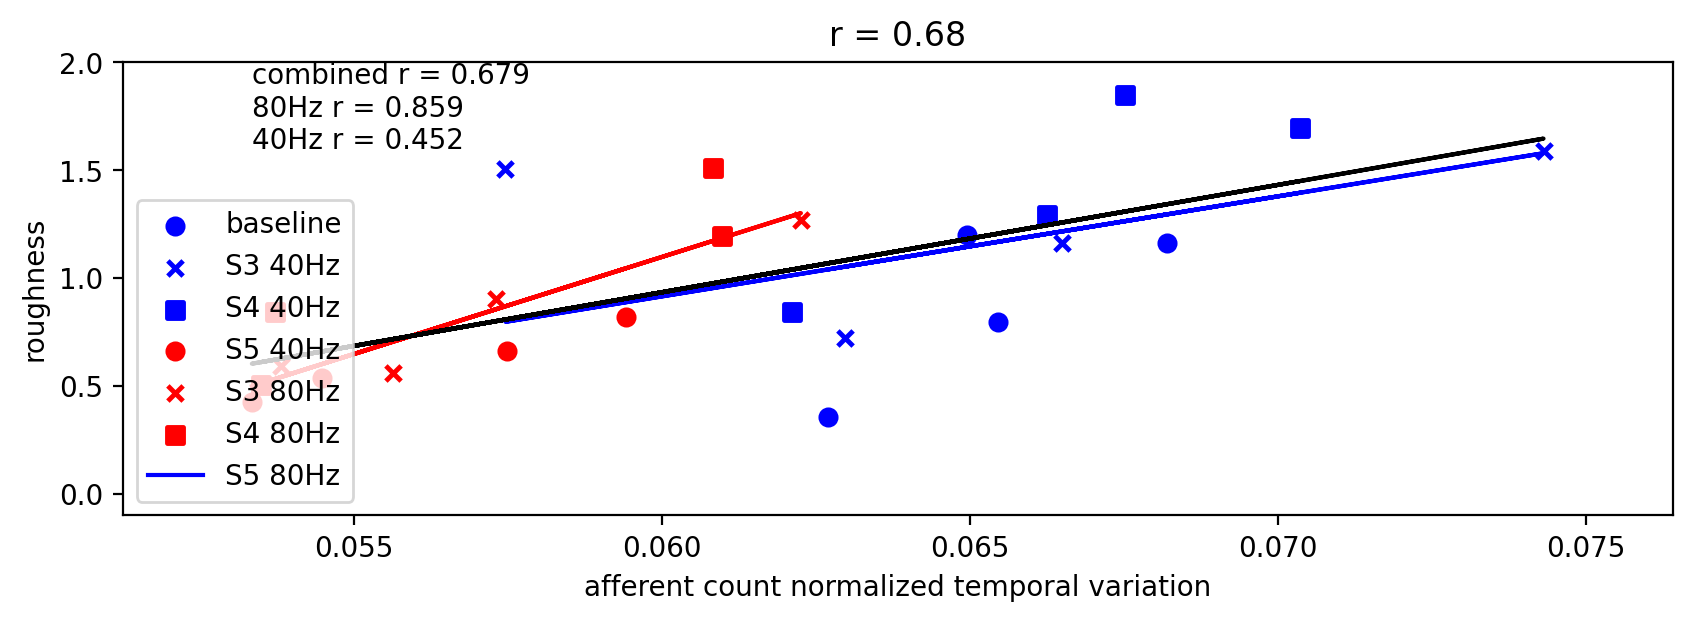 r = 0.68
combined r = 0.679
80Hz r = 0.859
40Hz r = 0.452
2.0
1.5
1.0
0.5
0.0
roughness
baseline
S3 40Hz
S4 40Hz
S5 40Hz
S3 80Hz
S4 80Hz
S5 80Hz
0.055 0.060 0.065 0.070 0.075
afferent count normalized temporal variation